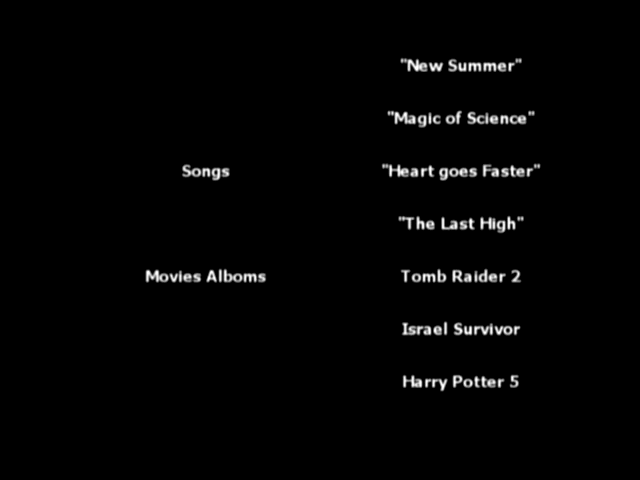 "New Summer"
"Magic of Science"
Songs "Heart goes Faster"
"The Last High"
Movies Alboms Tomb Raider 2
Israel Survivor
Harry Potter 5